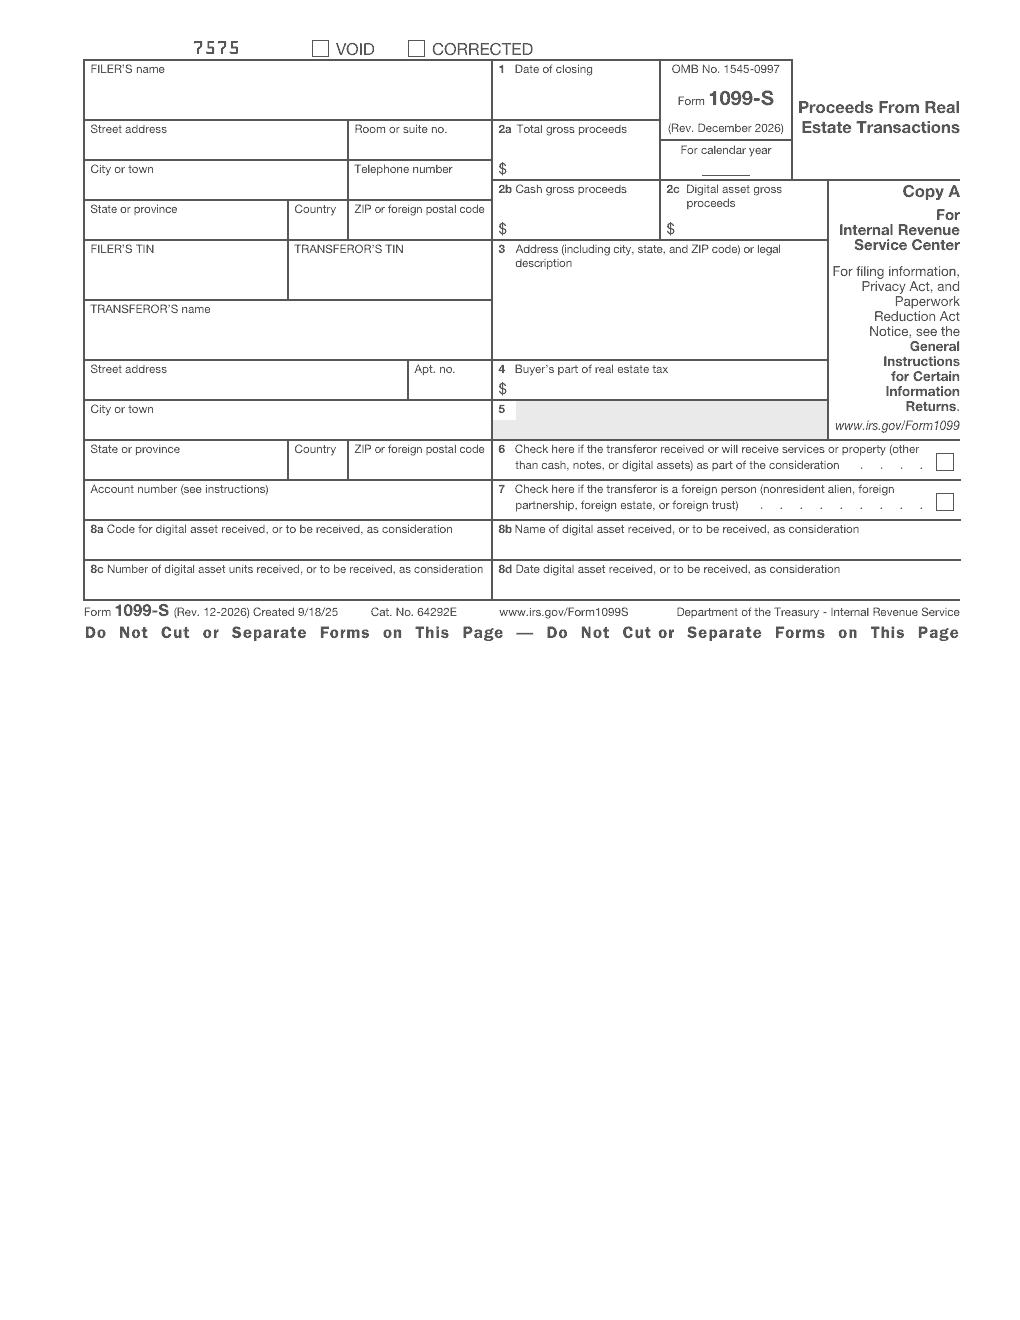 7575
VOID
CORRECTED
FILER'S name
Street address
Room or suite no.
City or town
Telephone number
State or province
Country
ZIP or foreign postal code
FILER'S TIN
TRANSFEROR'S TIN
TRANSFEROR'S name
Street address
Apt. no.
City or town
State or province
Country
ZIP or foreign postal code
Account number (see instructions)
1 Date of closing
2a Total gross proceeds
$
OMB No. 1545-0997
Form 1099-S
(Rev. December 2026)
For calendar year
Proceeds From Real
Estate Transactions
2b Cash gross proceeds
$
2c Digital asset gross
proceeds
$
3 Address (including city, state, and ZIP code) or legal
description
4 Buyer's part of real estate tax
$
5
Copy A
For
Internal Revenue
Service Center
For filing information,
Privacy Act, and
Paperwork
Reduction Act
Notice, see the
General
Instructions
for Certain
Information
Returns.
www.irs.gov/Form1099
6 Check here if the transferor received or will receive services or property (other
than cash, notes, or digital assets) as part of the consideration . . . .
7 Check here if the transferor is a foreign person (nonresident alien, foreign
partnership, foreign estate, or foreign trust) . . . . . . . . .
8a Code for digital asset received, or to be received, as consideration
8b Name of digital asset received, or to be received, as consideration
8c Number of digital asset units received, or to be received, as consideration
8d Date digital asset received, or to be received, as consideration
Form 1099-S (Rev. 12-2026) Created 9/18/25 Cat. No. 64292E www.irs.gov/Form1099S Department of the Treasury - Internal Revenue Service
Do Not Cut or Separate Forms on This Page — Do Not Cut or Separate Forms on This Page